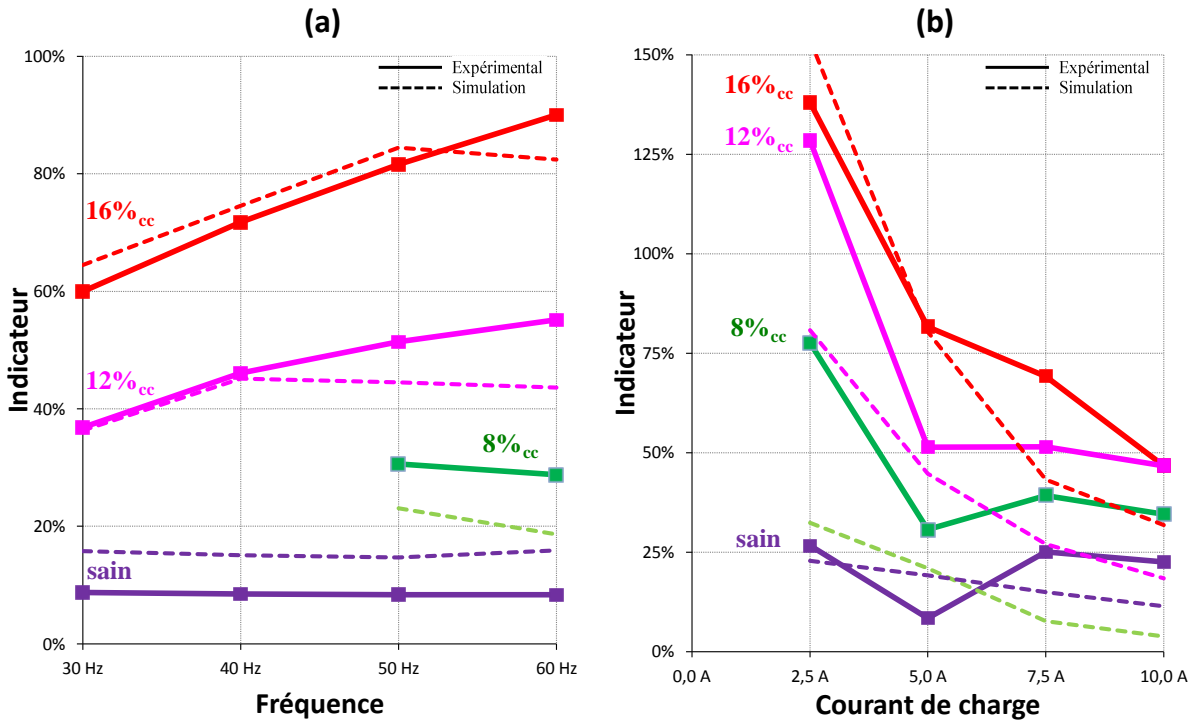 (a)
100%
80%
60%
40%
20%
0%
Indicateur
Expérimental
Simulation
16%cc
12%cc
8%cc
sain
30 Hz
40 Hz
50 Hz
60 Hz
Fréquence
(b)
150%
125%
100%
75%
50%
25%
0%
Indicateur
Expérimental
Simulation
16%cc
12%cc
8%cc
sain
0,0 A
2,5 A
5,0 A
7,5 A
10,0 A
Courant de charge